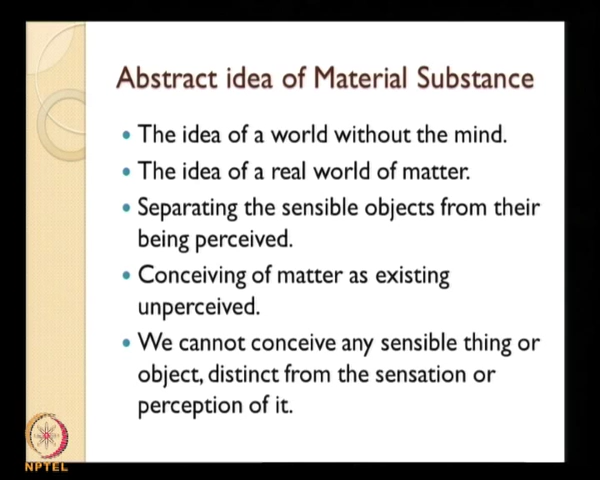 Abstract idea of Material Substance
• The idea of a world without the mind.
• The idea of a real world of matter.
• Separating the sensible objects from their
being perceived.
• Conceiving of matter as existing
unperceived.
• We cannot conceive any sensible thing or
object, distinct from the sensation or
perception of it.
NPTEL